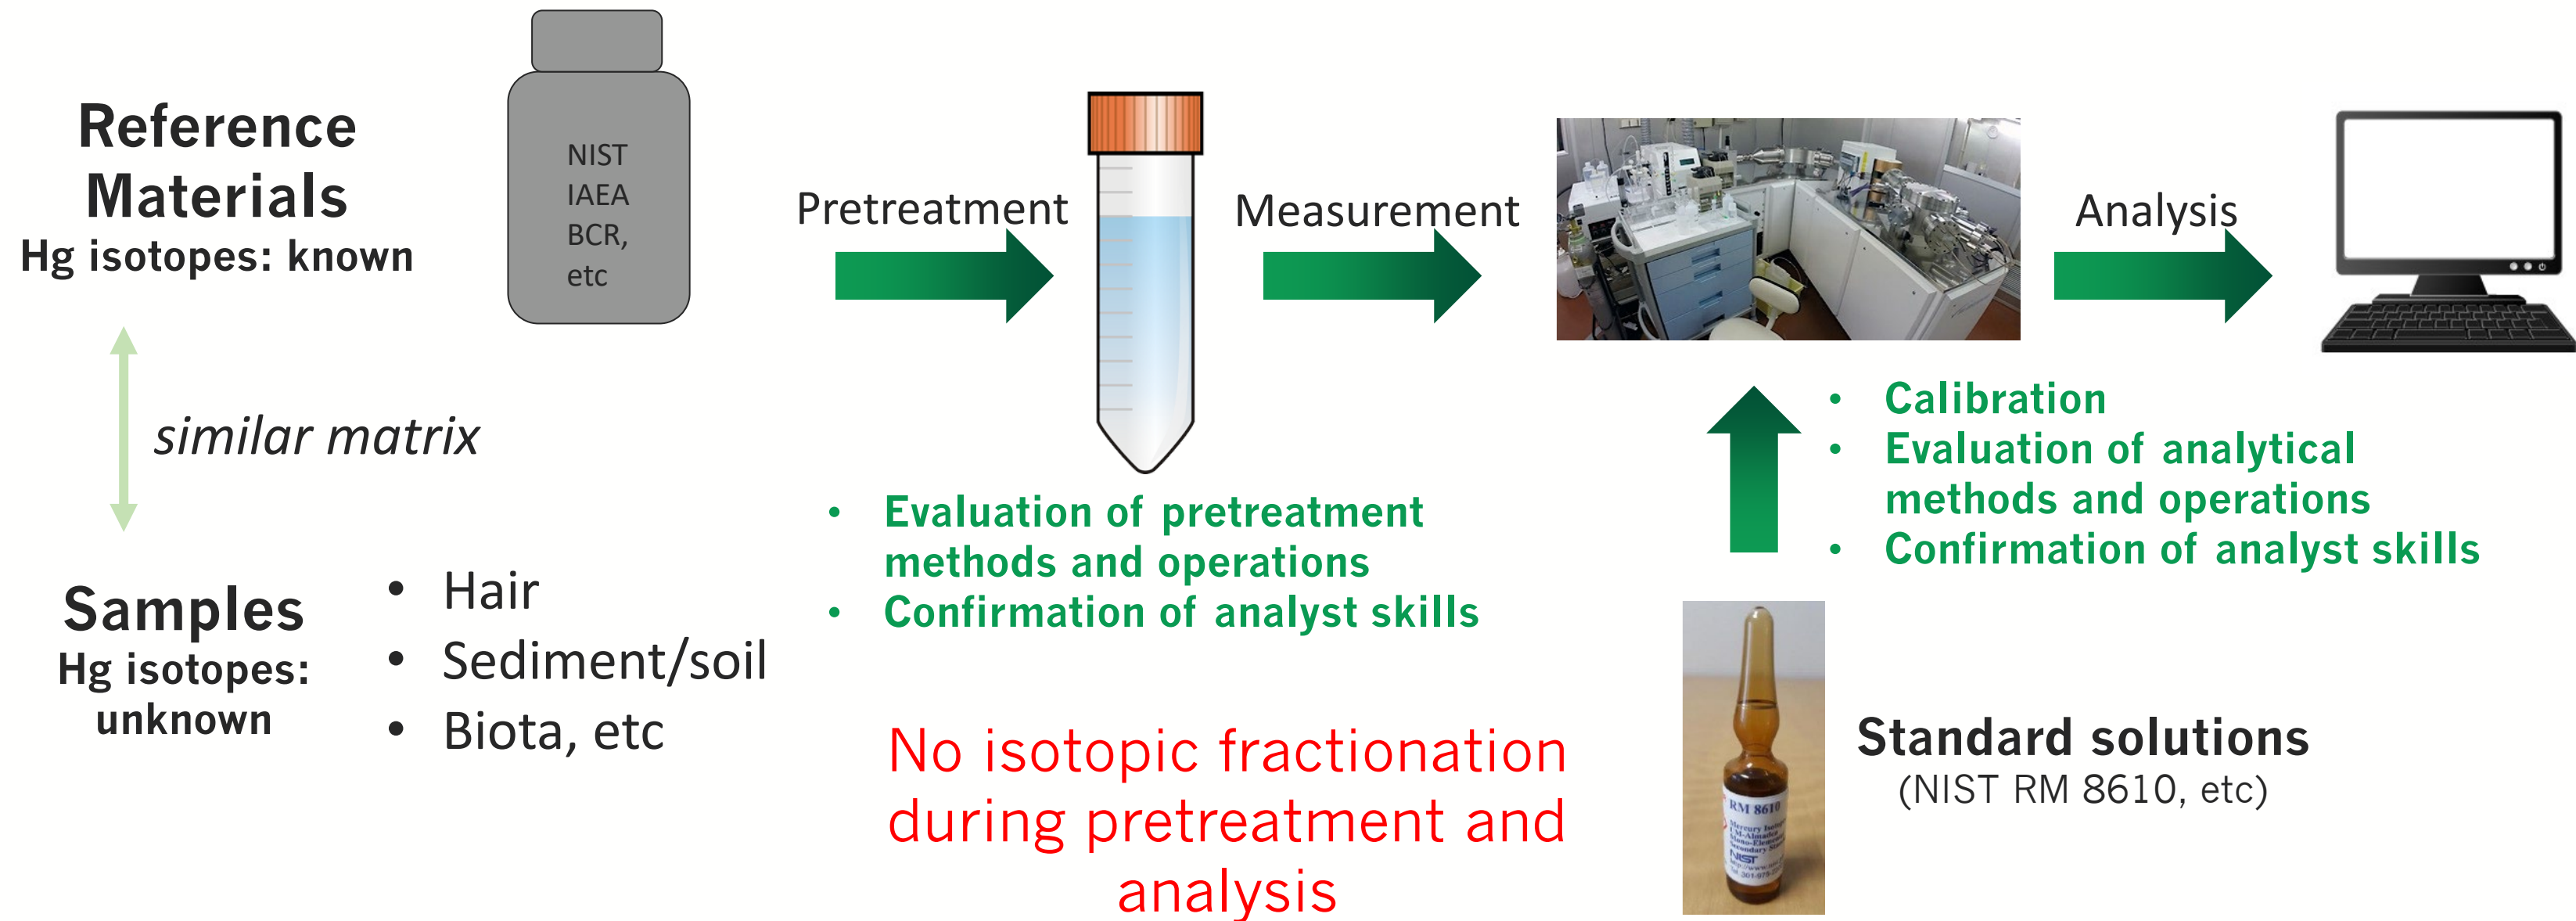 Reference
Materials
Hg isotopes: known
NIST
IAEA
BCR,
etc
Pretreatment
Measurement
Analysis
similar matrix
Samples
Hg isotopes:
unknown
• Hair
• Sediment/soil
• Biota, etc
• Evaluation of pretreatment
methods and operations
• Confirmation of analyst skills
No isotopic fractionation
during pretreatment and
analysis
• Calibration
• Evaluation of analytical
methods and operations
• Confirmation of analyst skills
RM 8610
Mercury
Secondary
NIST
Standard solutions
(NIST RM 8610, etc)